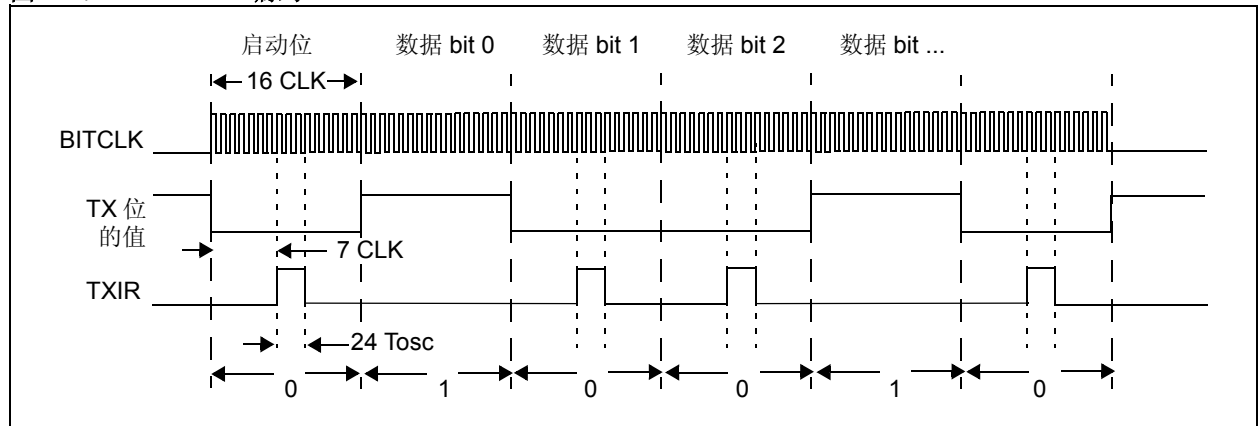 启动位 数据 bit 0 数据 bit 1 数据 bit 2 数据 bit ...
16 CLK
BITCLK
TX 位
的值
7 CLK
TXIR
24 Tosc
0 1 0 0 1 0